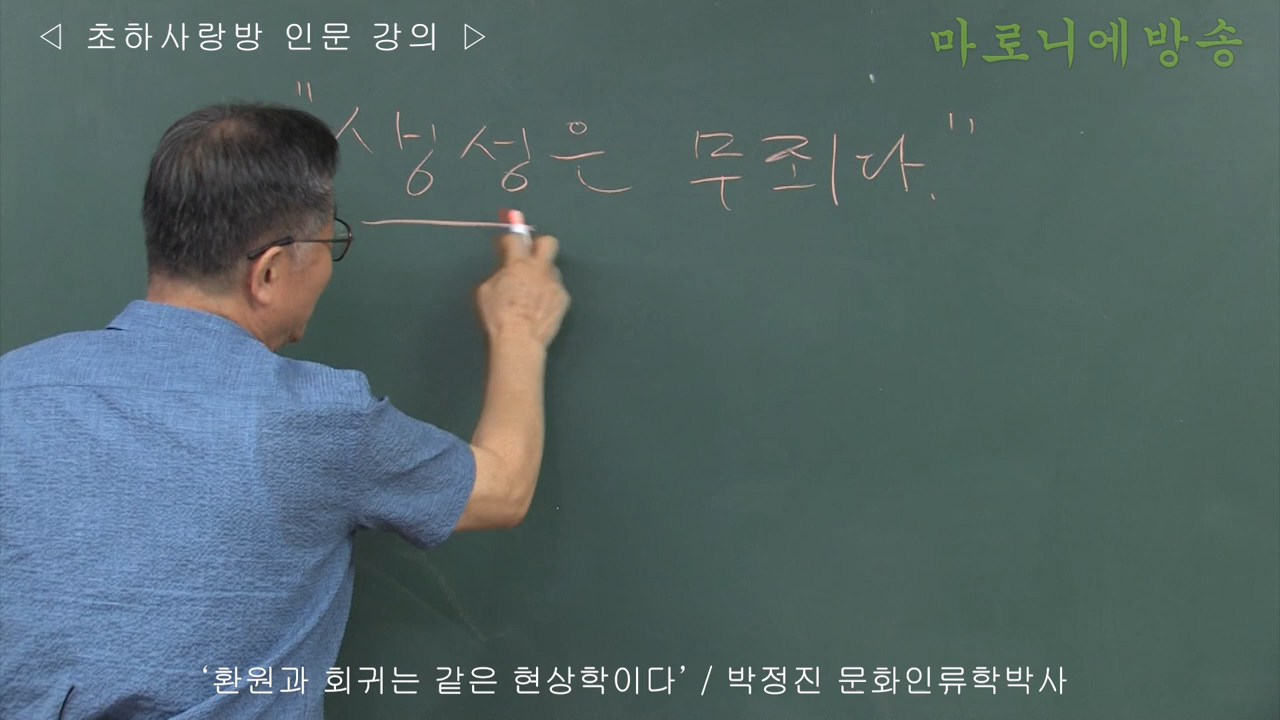 ◁ 초하사랑방 인문 강의 ▷
마로니에방송
"생성은 무죄다."
‘환원과 회귀는 같은 현상학이다’ / 박정진 문화인류학박사